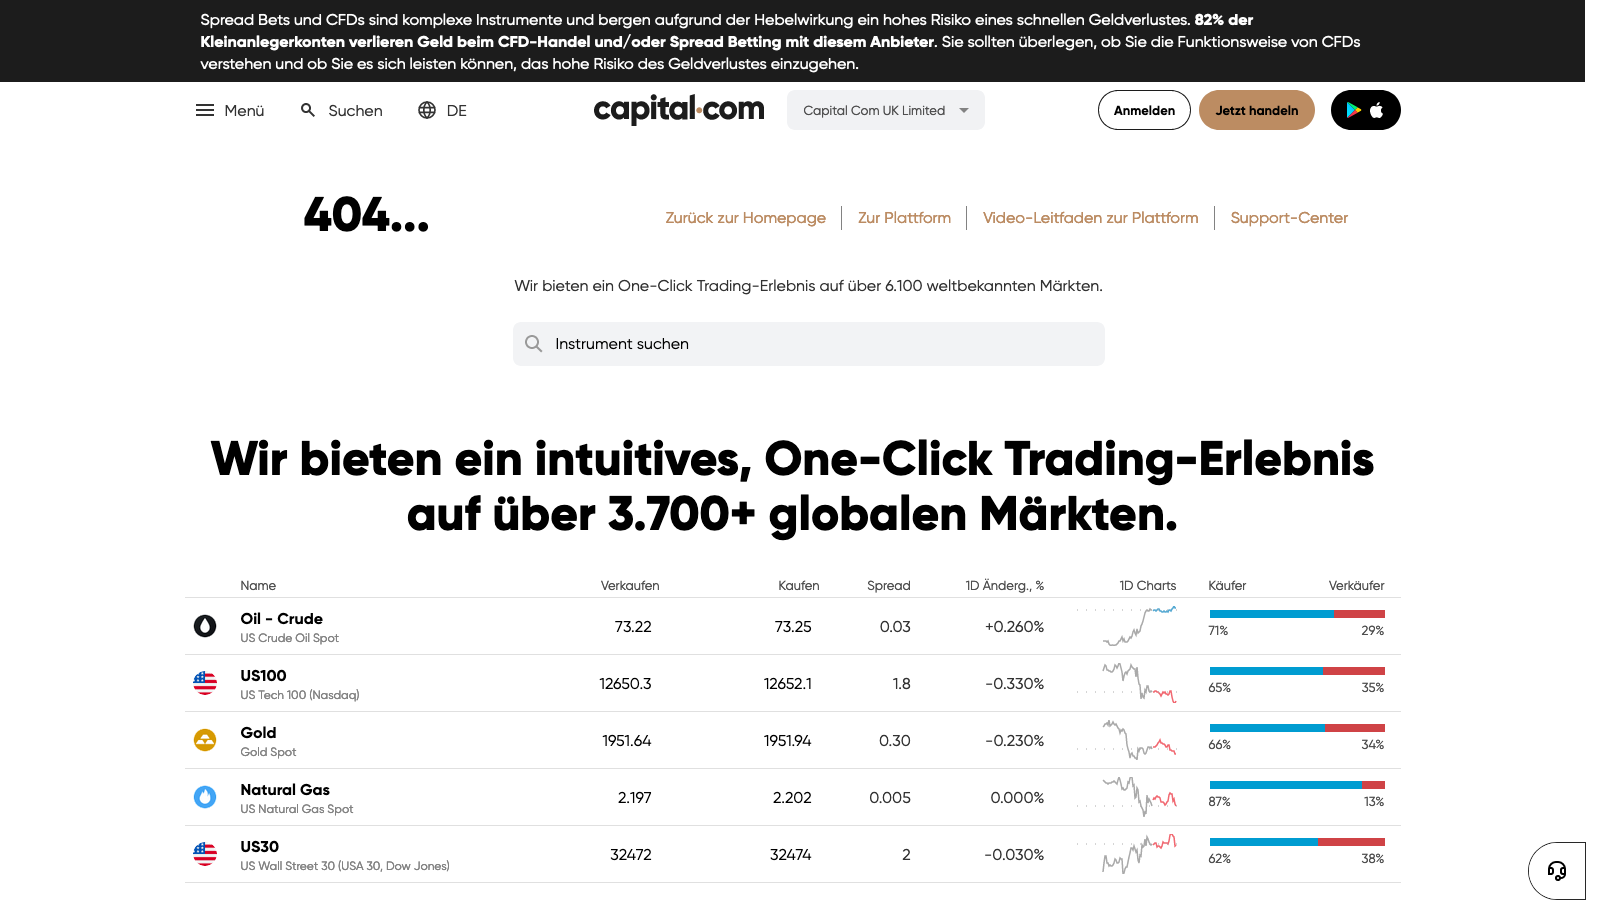 Spread Bets und CFDs sind komplexe Instrumente und bergen aufgrund der Hebelwirkung ein hohes Risiko eines schnellen Geldverlustes. 82% der
Kleinanlegerkonten verlieren Geld beim CFD-Handel und/oder Spread Betting mit diesem Anbieter. Sie sollten überlegen, ob Sie die Funktionsweise von CFDs
verstehen und ob Sie es sich leisten können, das hohe Risiko des Geldverlustes einzugehen.
Menü Suchen DE capital.com Capital Com UK Limited Anmelden Jetzt handeln
404...
Zurück zur Homepage Zur Plattform Video-Leitfaden zur Plattform Support-Center
Wir bieten ein One-Click Trading-Erlebnis auf über 6.100 weltbekannten Märkten.
Instrument suchen
Wir bieten ein intuitives, One-Click Trading-Erlebnis
auf über 3.700+ globalen Märkten.
Name Verkaufen Kaufen Spread 1D Änderg., % 1D Charts Käufer Verkäufer
Oil - Crude 73.22 73.25 0.03 +0.260%
US Crude Oil Spot 71% 29%
US100 12650.3 12652.1 1.8 -0.330%
US Tech 100 (Nasdaq) 65% 35%
Gold 1951.64 1951.94 0.30 -0.230%
Gold Spot 66% 34%
Natural Gas 2.197 2.202 0.005 0.000%
US Natural Gas Spot 87% 13%
US30 32472 32474 2 -0.030%
US Wall Street 30 (USA 30, Dow Jones) 62% 38%